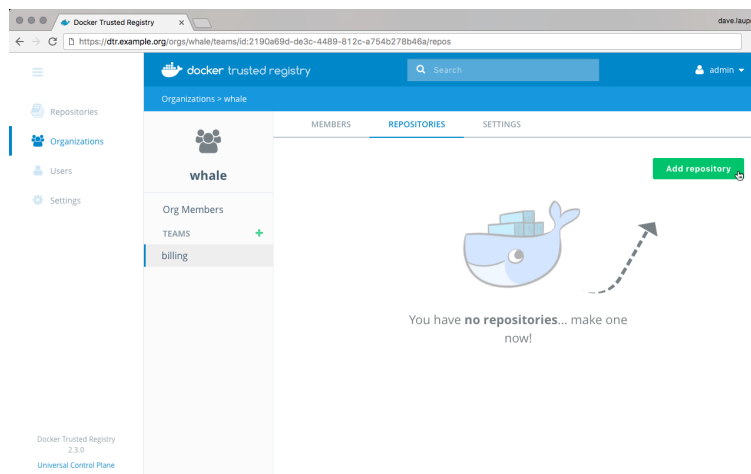 Docker Trusted Registry
https://dtr.example.org/orgs/whale/teams/id:2190a69d-de3c-4489-812c-a754b278b46a/repos
docker trusted registry
Search
admin
Organizations > whale
Repositories
Organizations
Users
Settings
whale
Org Members
TEAMS +
billing
MEMBERS REPOSITORIES SETTINGS
Add repository
You have no repositories... make one
now!
Docker Trusted Registry
2.3.0
Universal Control Plane